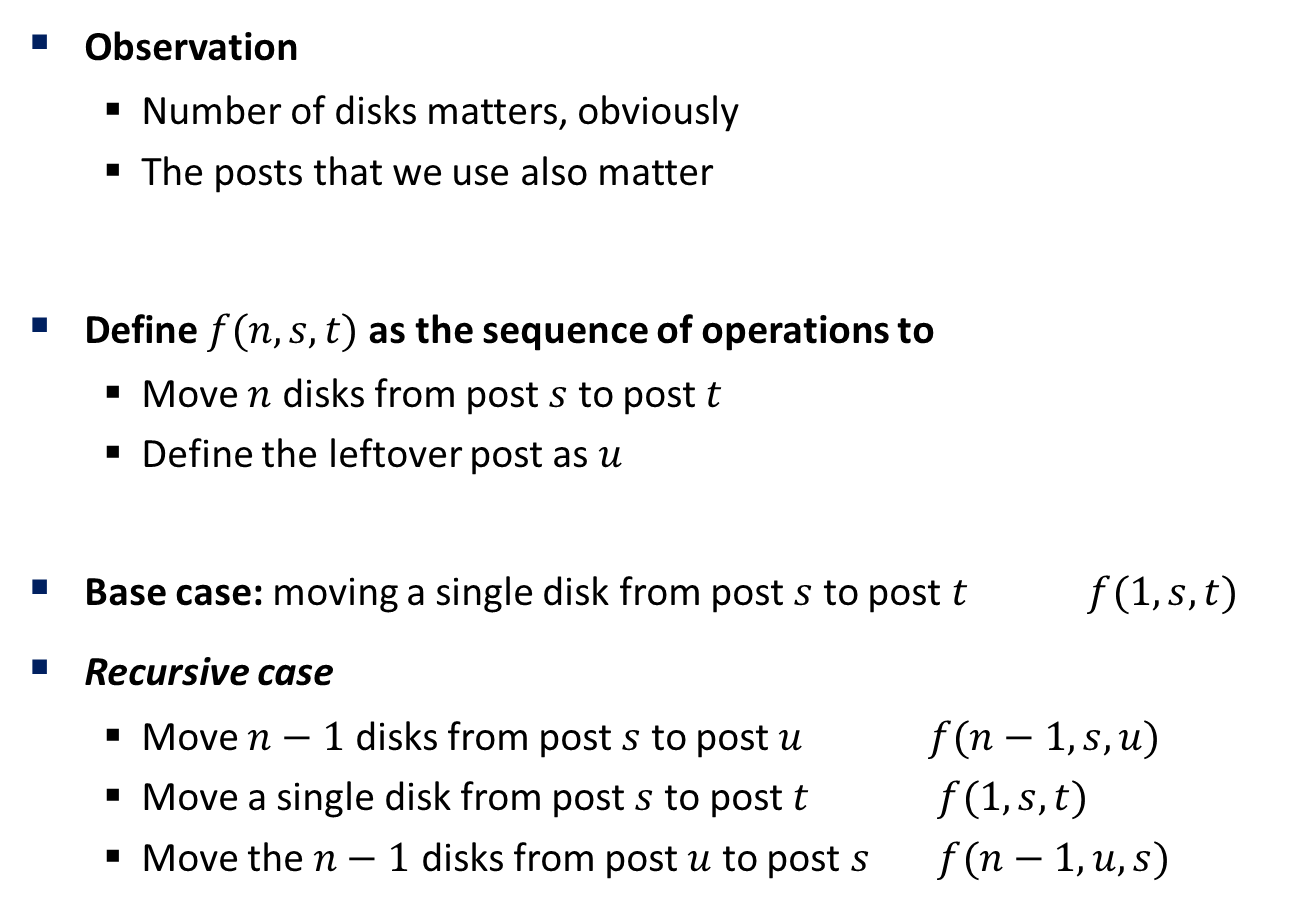 ▪ Observation
▪ Number of disks matters, obviously
▪ The posts that we use also matter
▪ Define f(n, s, t) as the sequence of operations to
▪ Move n disks from post s to post t
▪ Define the leftover post as u
▪ Base case: moving a single disk from post s to post t f(1, s, t)
▪ Recursive case
▪ Move n − 1 disks from post s to post u f(n − 1, s, u)
▪ Move a single disk from post s to post t f(1, s, t)
▪ Move the n − 1 disks from post u to post s f(n − 1, u, s)